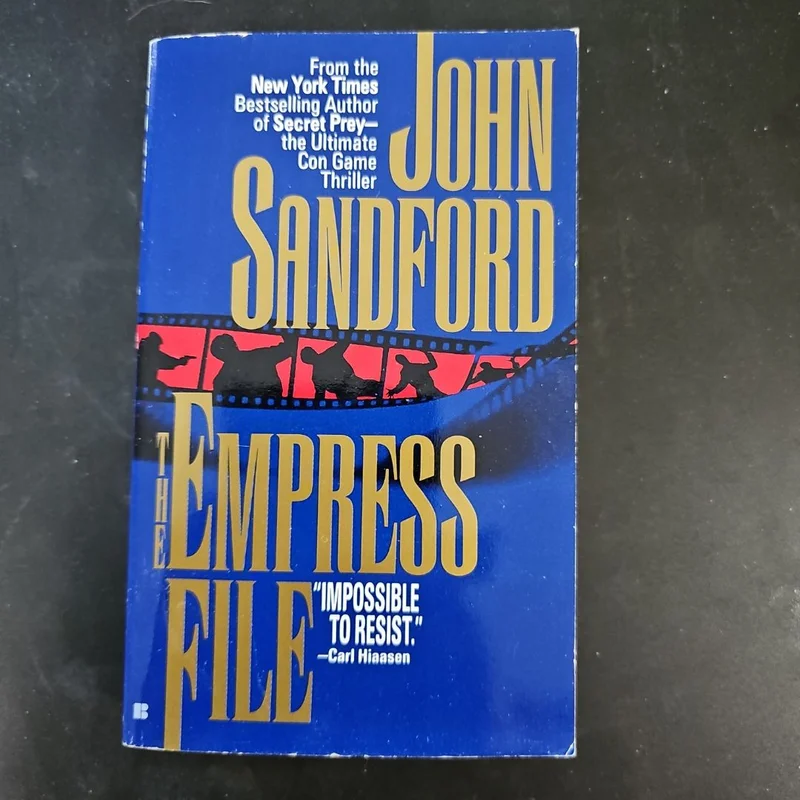 From the
New York Times
Bestselling Author
of Secret Prey—
the Ultimate
Con Game
Thriller
JOHN
SANDFORD
THE
EMPRESS
FILE
"IMPOSSIBLE
TO RESIST."
—Carl Hiaasen
B